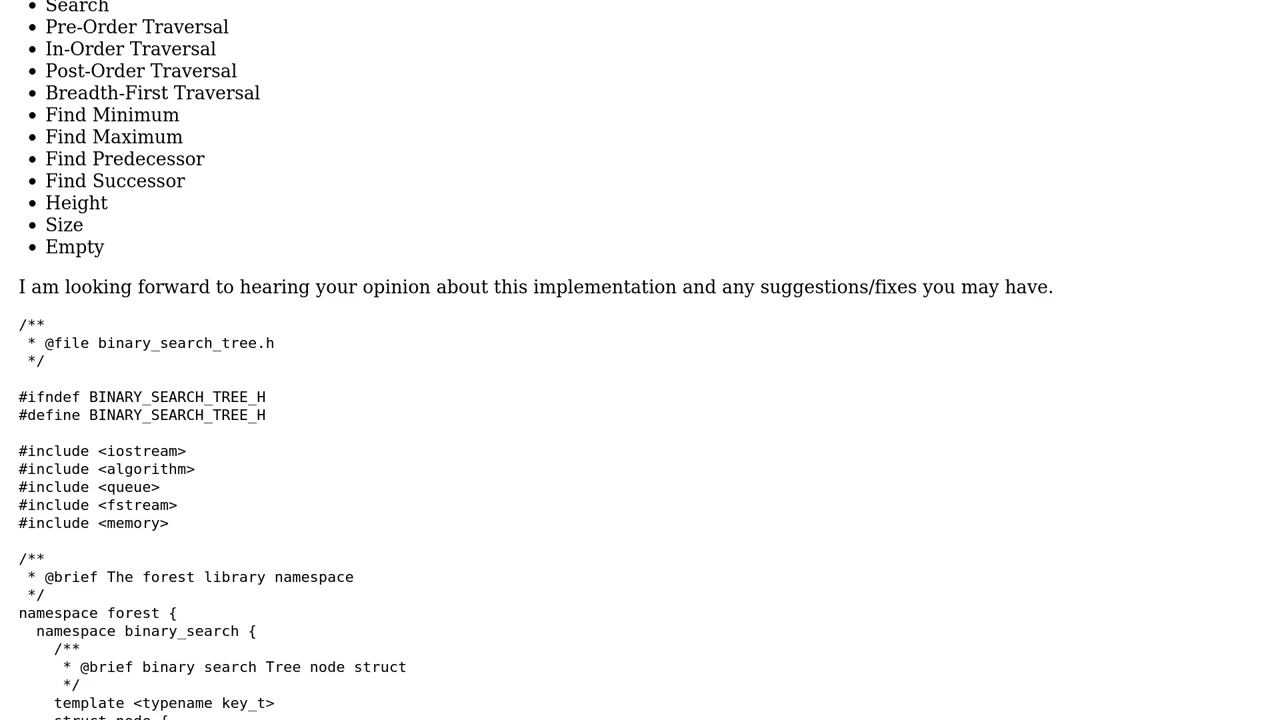 • Search
• Pre-Order Traversal
• In-Order Traversal
• Post-Order Traversal
• Breadth-First Traversal
• Find Minimum
• Find Maximum
• Find Predecessor
• Find Successor
• Height
• Size
• Empty
I am looking forward to hearing your opinion about this implementation and any suggestions/fixes you may have.
/**
 * @file binary_search_tree.h
 */
#ifndef BINARY_SEARCH_TREE_H
#define BINARY_SEARCH_TREE_H
#include <iostream>
#include <algorithm>
#include <queue>
#include <fstream>
#include <memory>
/**
 * @brief The forest library namespace
 */
namespace forest {
  namespace binary_search {
    /**
     * @brief binary search Tree node struct
     */
    template <typename key_t>
    struct node {